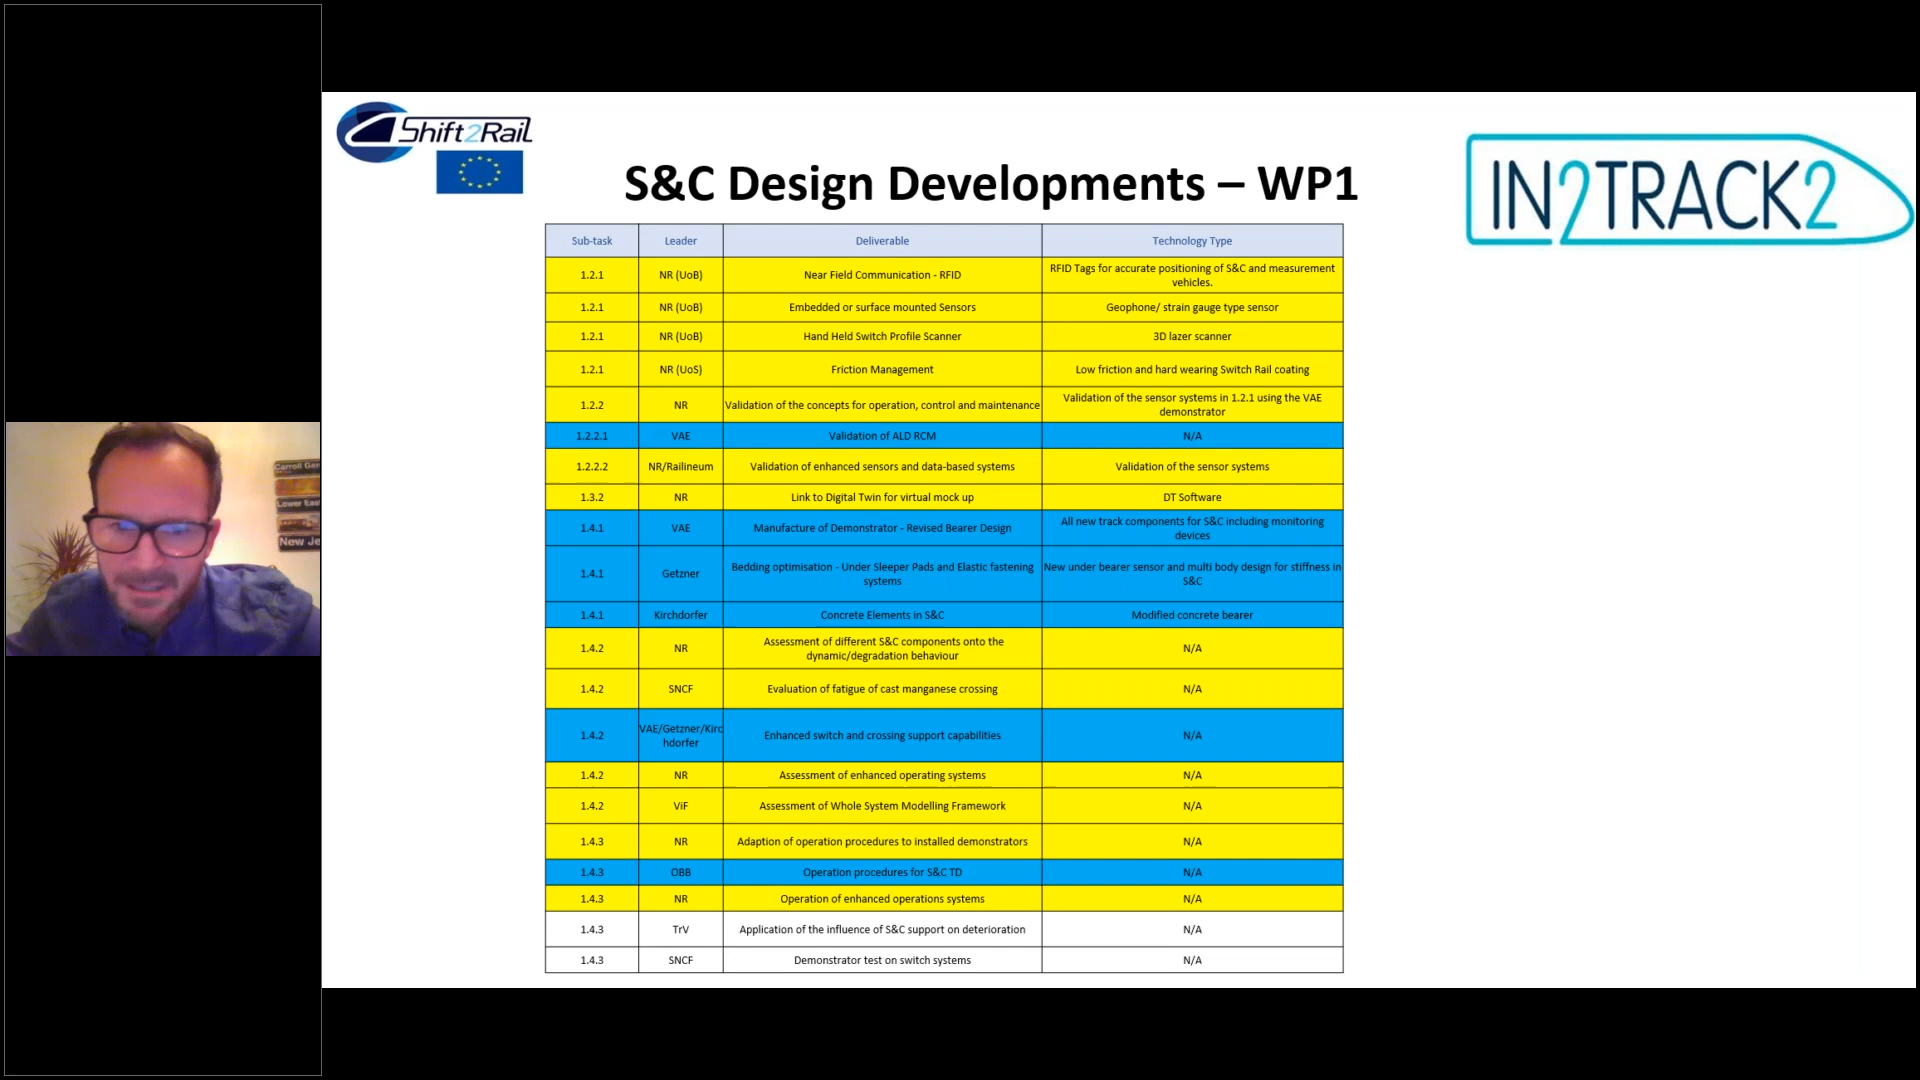 Shift2Rail
S&C Design Developments – WP1
IN2TRACK2
Sub-task Leader Deliverable Technology Type
1.2.1 NR (UoB) Near Field Communication - RFID RFID Tags for accurate positioning of S&C and measurement
vehicles.
1.2.1 NR (UoB) Embedded or surface mounted Sensors Geophone/ strain gauge type sensor
1.2.1 NR (UoB) Hand Held Switch Profile Scanner 3D lazer scanner
1.2.1 NR (UoS) Friction Management Low friction and hard wearing Switch Rail coating
1.2.2 NR Validation of the concepts for operation, control and maintenance Validation of the sensor systems in 1.2.1 using the VAE
demonstrator
1.2.2.1 VAE Validation of ALD RCM N/A
1.2.2.2 NR/Railineum Validation of enhanced sensors and data-based systems Validation of the sensor systems
1.3.2 NR Link to Digital Twin for virtual mock up DT Software
1.4.1 VAE Manufacture of Demonstrator - Revised Bearer Design All new track components for S&C including monitoring
devices
1.4.1 Getzner Bedding optimisation - Under Sleeper Pads and Elastic fastening New under bearer sensor and multi body design for stiffness in
systems S&C
1.4.1 Kirchdorfer Concrete Elements in S&C Modified concrete bearer
1.4.2 NR Assessment of different S&C components onto the N/A
dynamic/degradation behaviour
1.4.2 SNCF Evaluation of fatigue of cast manganese crossing N/A
1.4.2 VAE/Getzner/Kirc Enhanced switch and crossing support capabilities N/A
hdorfer
1.4.2 NR Assessment of enhanced operating systems N/A
1.4.2 ViF Assessment of Whole System Modelling Framework N/A
1.4.3 NR Adaption of operation procedures to installed demonstrators N/A
1.4.3 OBB Operation procedures for S&C TD N/A
1.4.3 NR Operation of enhanced operations systems N/A
1.4.3 TrV Application of the influence of S&C support on deterioration N/A
1.4.3 SNCF Demonstrator test on switch systems N/A
Carroll Gar
Lower Eas
New Je